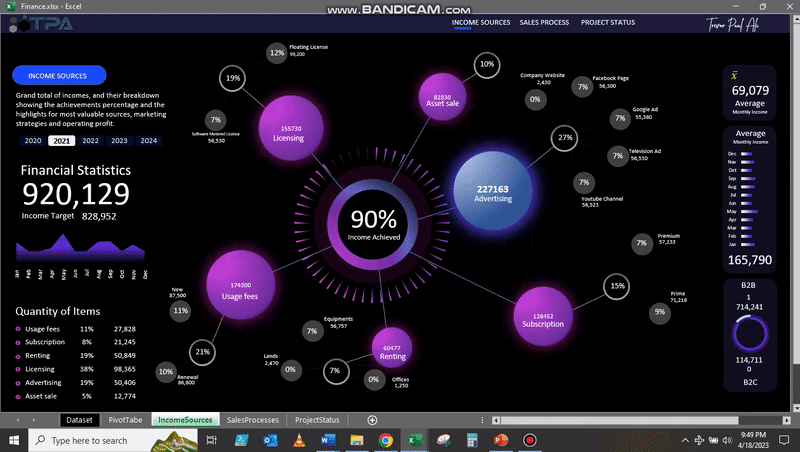 Finance.xlsx - Excel
www.BANDICAM.com
TPA
INCOME SOURCES
SALES PROCESS
PROJECT STATUS
INCOME SOURCES
Grand total of incomes, and their breakdown
showing the achievements percentage and the
highlights for most valuable sources, marketing
strategies and operating profit.
2020 2021 2022 2023 2024
Financial Statistics
920,129
Income Target 828,952
Jan Feb Mar Apr May Jun Jul Aug Sep Oct Nov Dec
Quantity of Items
Usage fees 11% 27,828
Subscription 8% 21,245
Renting 19% 50,849
Licensing 38% 98,365
Advertising 19% 50,406
Asset sale 5% 12,774
12%
Floating License
99,200
19%
7%
Software Metered License
56,530
155730
Licensing
10%
82830
Asset sale
Company Website
2,430
0%
7%
Facebook Page
56,300
7%
Google Ad
55,380
27%
7%
Television Ad
56,530
7%
Youtube Channel
56,523
227163
Advertising
90%
Income Achieved
174300
Usage fees
New
87,500
11%
21%
10%
Renewal
86,800
Equipments
56,757
7%
Lands
2,470
0%
7%
0%
Offices
1,250
60477
Renting
128452
Subscription
7%
Premium
57,233
15%
9%
Prime
71,219
x̄
69,079
Average
Monthly Income
Average
Monthly Income
Dec
Nov
Oct
Sep
Aug
Jul
Jun
May
Apr
Mar
Feb
Jan
165,790
B2B
1
714,241
114,711
0
B2C
Dataset PivotTabe IncomeSources SalesProcesses ProjectStatus
Type here to search
9:49 PM
4/18/2023